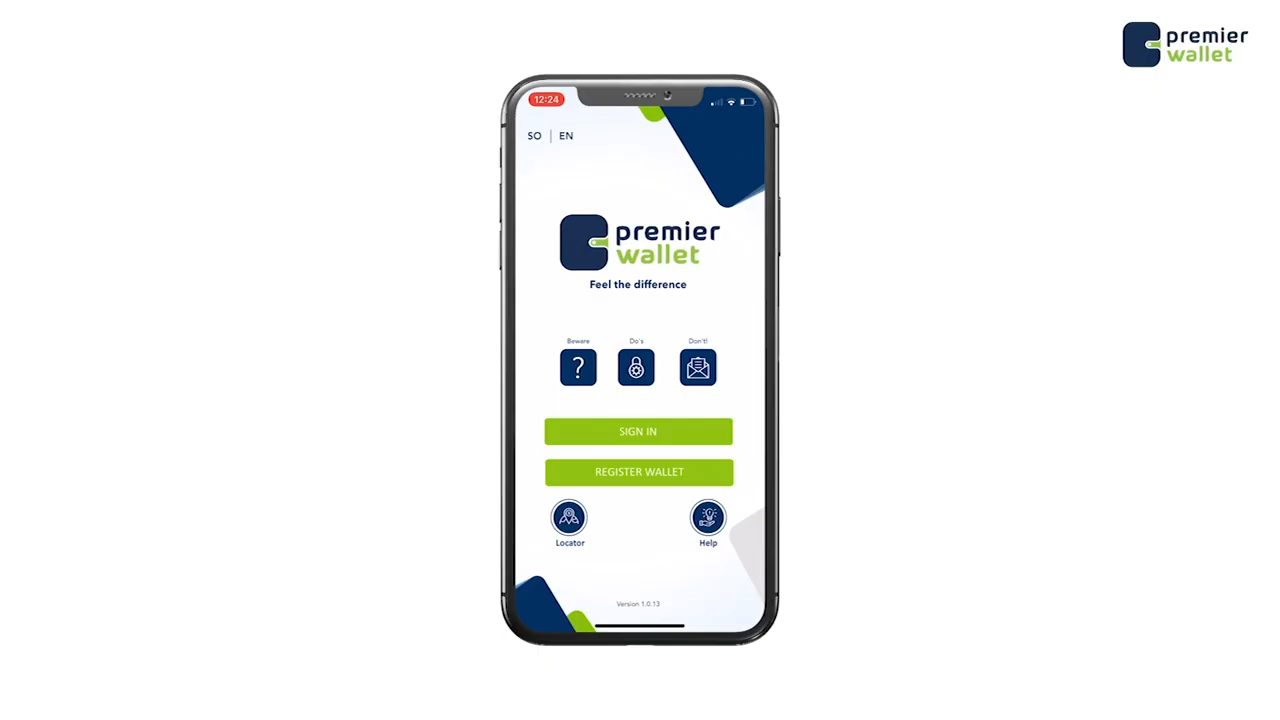 premier
wallet
12:24
SO | EN
premier
wallet
Feel the difference
Beware
Do's
Don't!
SIGN IN
REGISTER WALLET
Locator
Help
Version 1.0.13